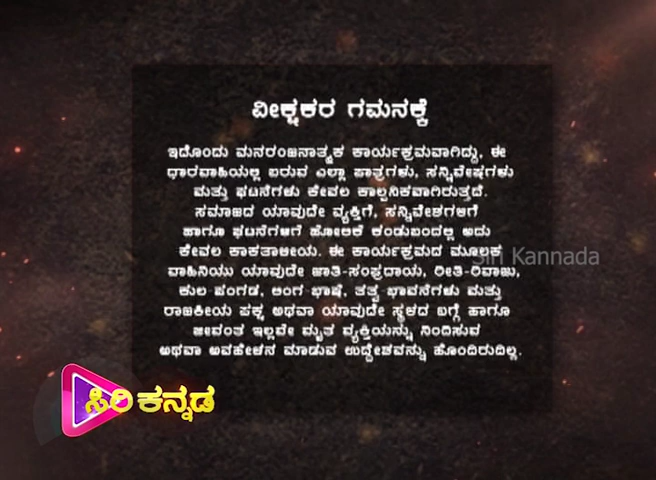 ವೀಕ್ಷಕರ ಗಮನಕ್ಕೆ
ಇದೊಂದು ಮನರಂಜನಾತ್ಮಕ ಕಾರ್ಯಕ್ರಮವಾಗಿದ್ದು, ಈ
ಧಾರವಾಹಿಯಲ್ಲಿ ಬರುವ ಎಲ್ಲಾ ಪಾತ್ರಗಳು, ಸನ್ನಿವೇಷಗಳು
ಮತ್ತು ಘಟನೆಗಳು ಕೇವಲ ಕಾಲ್ಪನಿಕವಾಗಿರುತ್ತದೆ.
ಸಮಾಜದ ಯಾವುದೇ ವ್ಯಕ್ತಿಗೆ, ಸನ್ನಿವೇಶಗಳಿಗೆ
ಹಾಗೂ ಘಟನೆಗಳಿಗೆ ಹೋಲಿಕೆ ಕಂಡುಬಂದಲ್ಲಿ ಅದು
ಕೇವಲ ಕಾಕತಾಳೀಯ. ಈ ಕಾರ್ಯಕ್ರಮದ ಮೂಲಕ
Siri Kannada
ವಾಹಿನಿಯು ಯಾವುದೇ ಜಾತಿ-ಸಂಪ್ರದಾಯ, ರೀತಿ-ರಿವಾಜು,
ಕುಲ ಪಂಗಡ, ಲಿಂಗ-ಭಾಷೆ, ತತ್ವ-ಭಾವನೆಗಳು ಮತ್ತು
ರಾಜಕೀಯ ಪಕ್ಷ ಅಥವಾ ಯಾವುದೇ ಸ್ಥಳದ ಬಗ್ಗೆ ಹಾಗೂ
ಜೀವಂತ ಇಲ್ಲವೇ ಮೃತ ವ್ಯಕ್ತಿಯನ್ನು ನಿಂದಿಸುವ
ಅಥವಾ ಅವಹೇಳನ ಮಾಡುವ ಉದ್ದೇಶವನ್ನು ಹೊಂದಿರುದಿಲ್ಲ.
ಸಿರಿ ಕನ್ನಡ